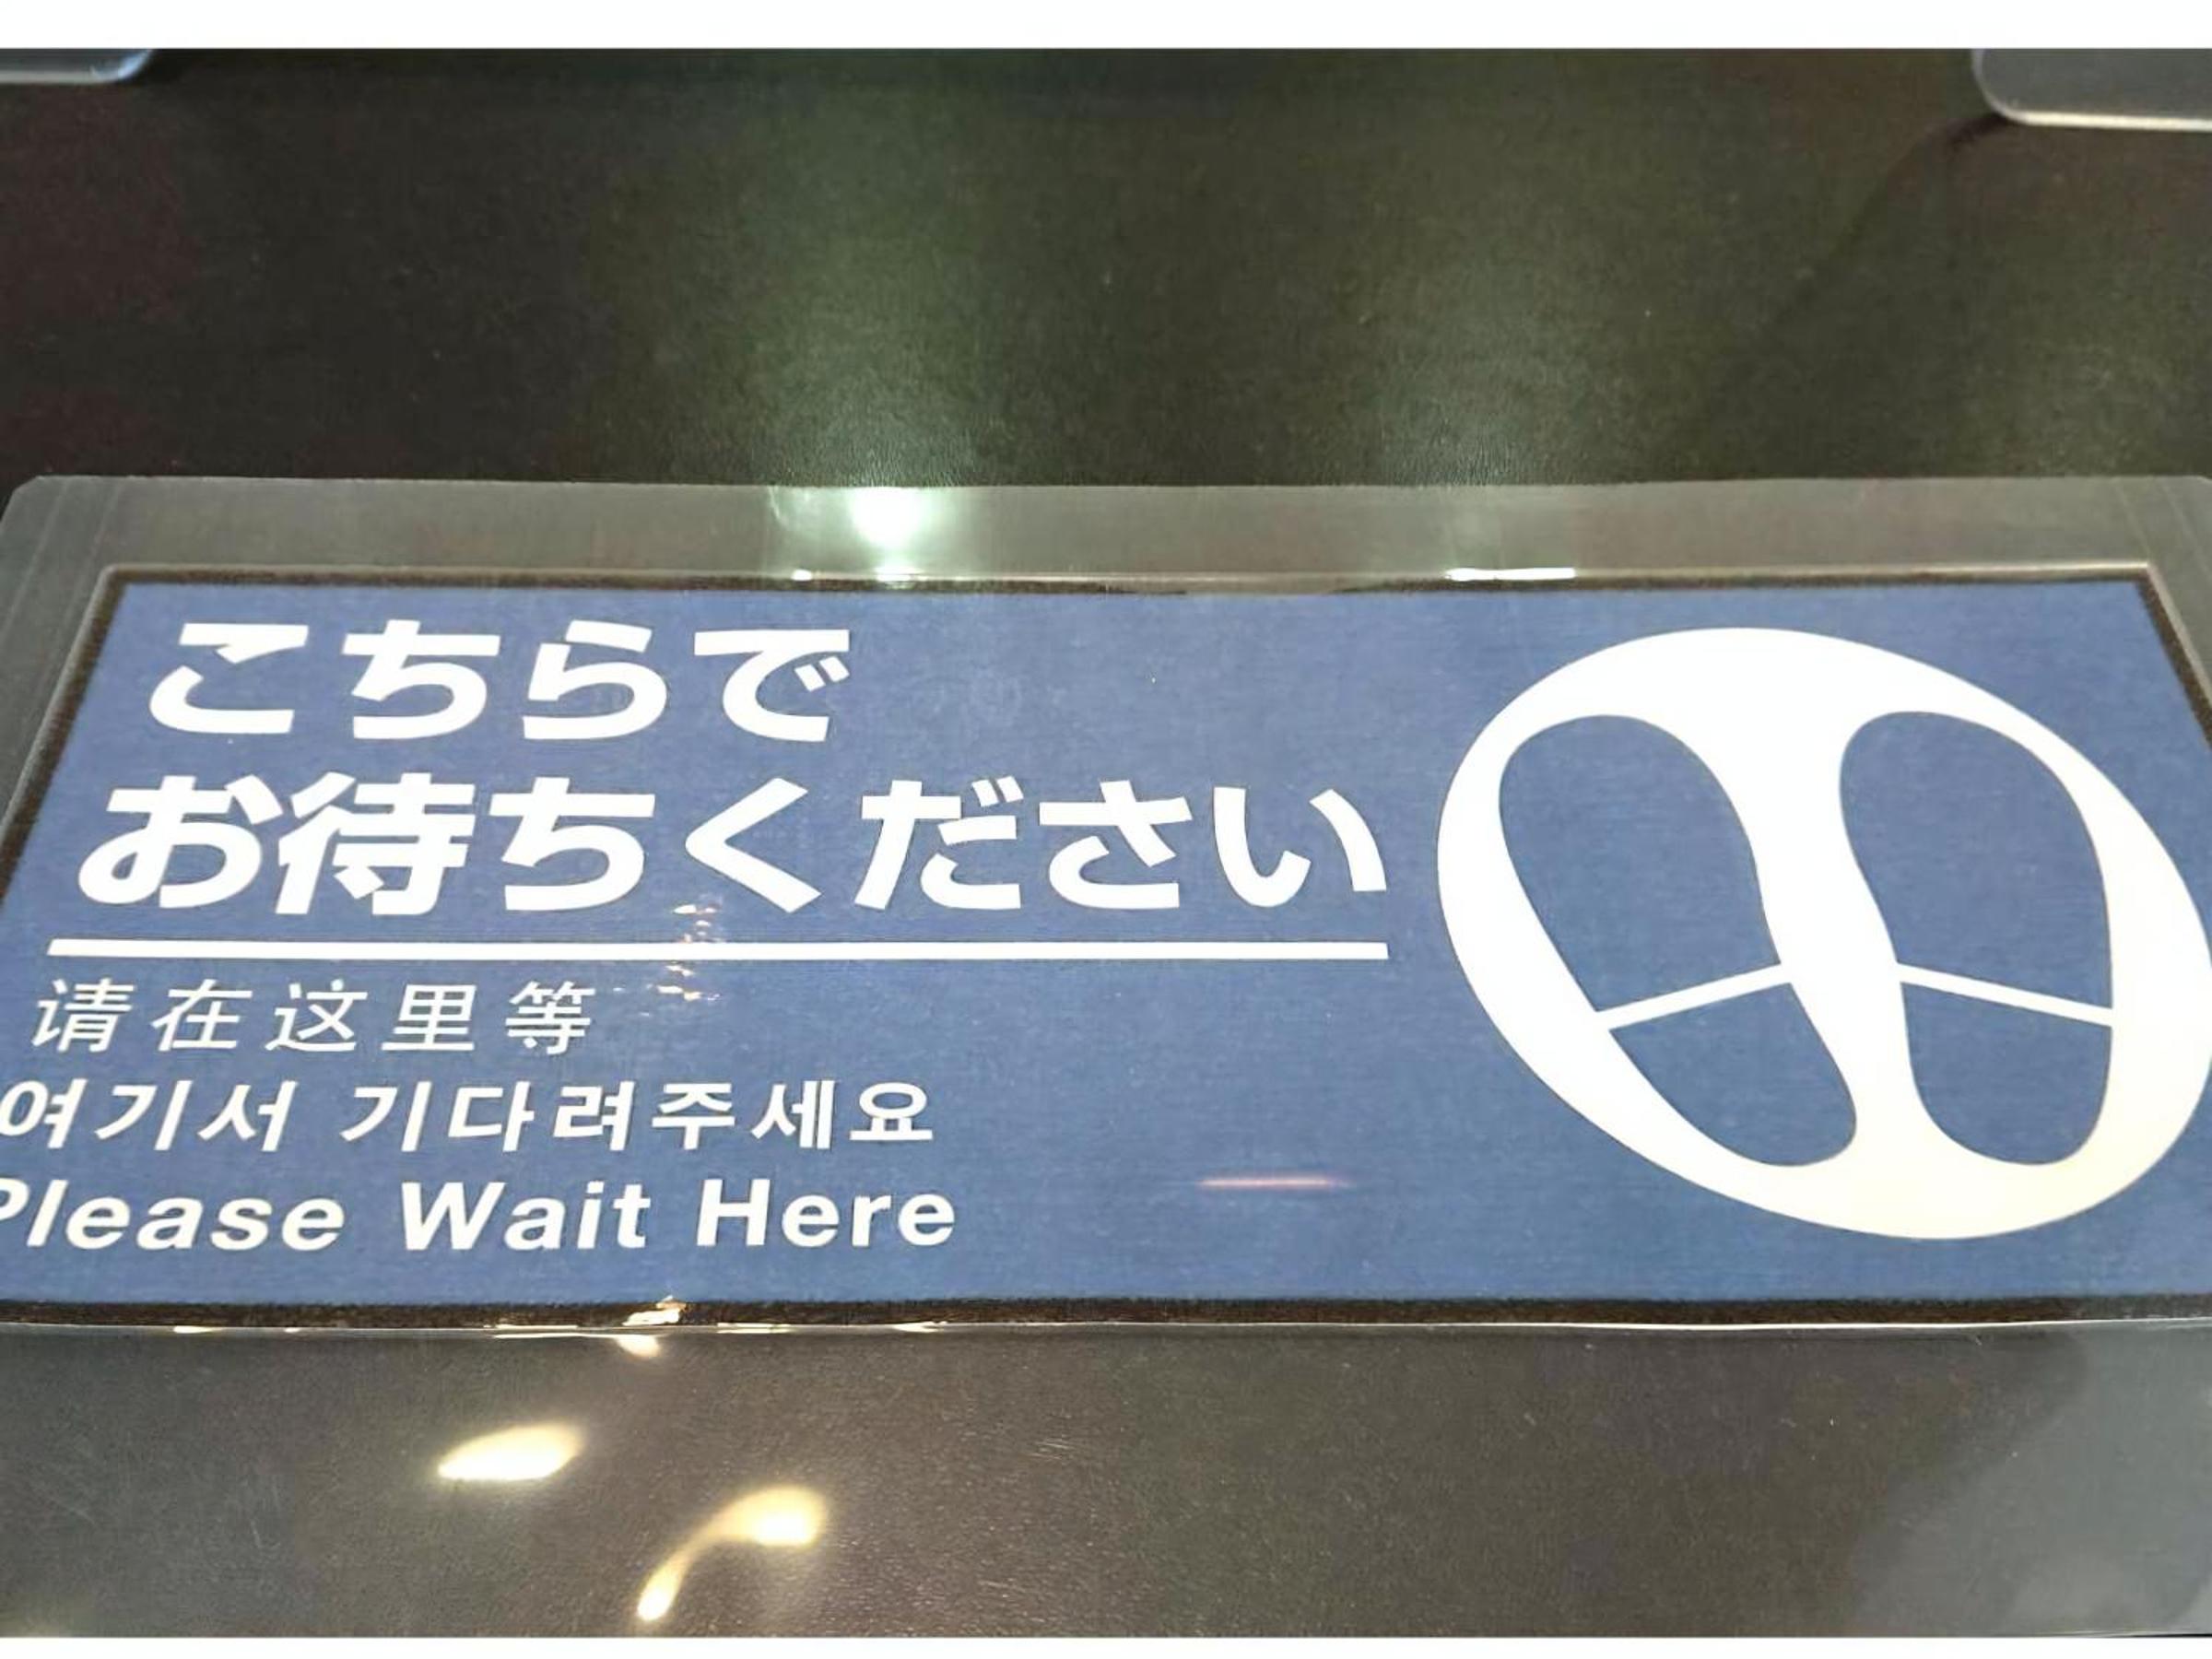 こちらで
お待ちください
请在这里等
여기서 기다려주세요
Please Wait Here